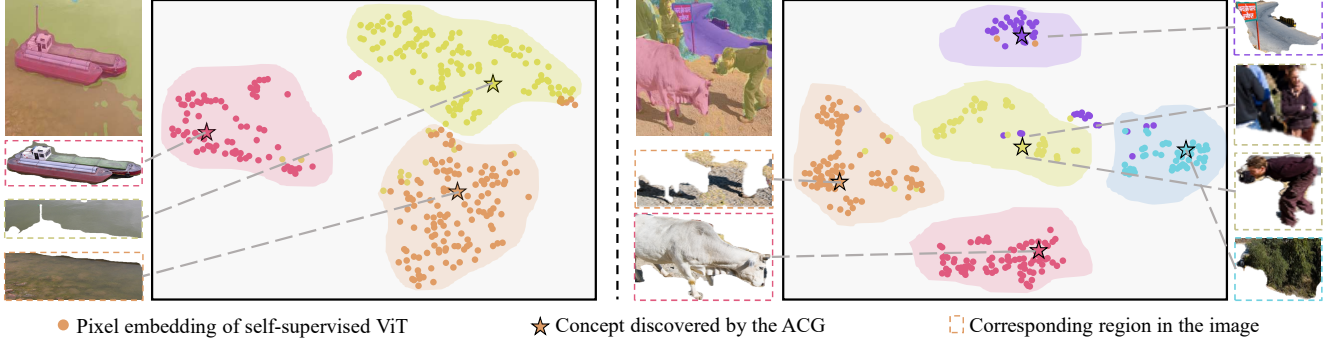 Pixel embedding of self-supervised ViT
Concept discovered by the ACG
Corresponding region in the image